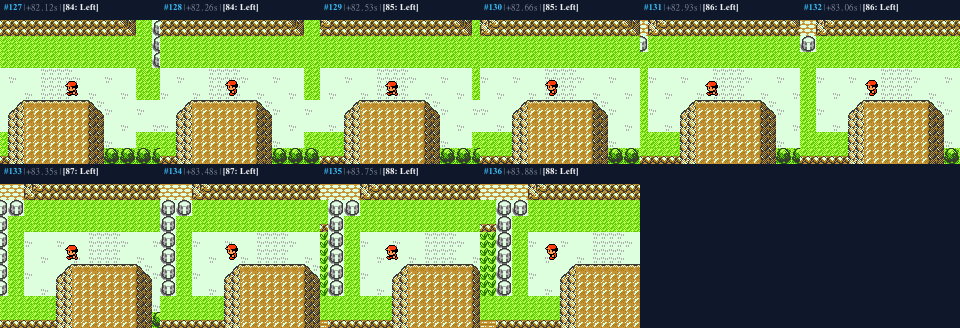 #127|+82.12s|[84: Left]
#128|+82.26s|[84: Left]
#129|+82.53s|[85: Left]
#130|+82.66s|[85: Left]
#131|+82.93s|[86: Left]
#132|+83.06s|[86: Left]
#133|+83.35s|[87: Left]
#134|+83.48s|[87: Left]
#135|+83.75s|[88: Left]
#136|+83.88s|[88: Left]